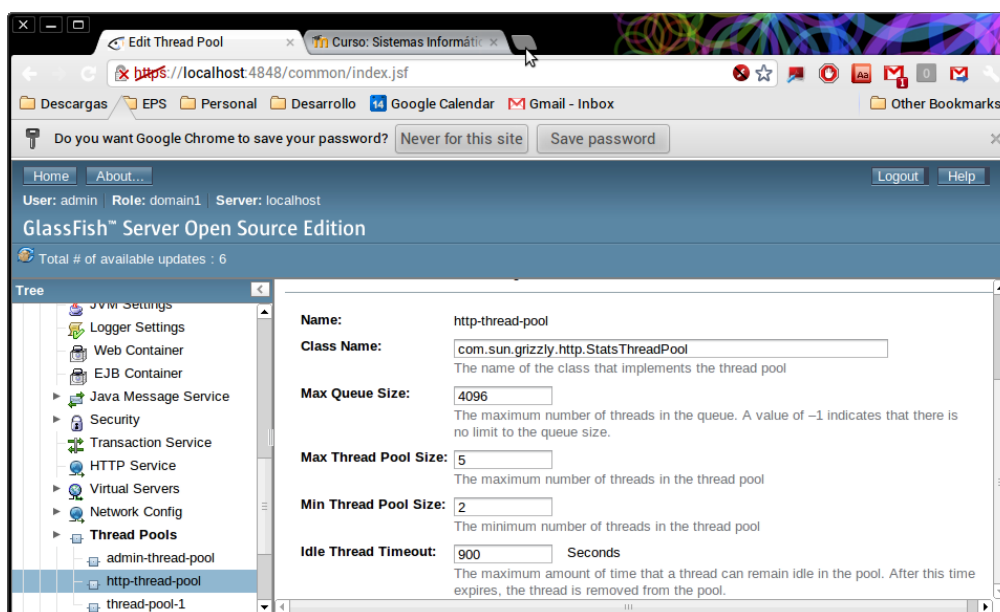 Edit Thread Pool
Curso: Sistemas Informátic
https://localhost:4848/common/index.jsf
Descargas EPS Personal Desarrollo 14 Google Calendar Gmail - Inbox Other Bookmarks
Do you want Google Chrome to save your password? Never for this site Save password
Home About... Logout Help
User: admin Role: domain1 Server: localhost
GlassFish™ Server Open Source Edition
Total # of available updates : 6
Tree
JVM Settings
Logger Settings
Web Container
EJB Container
Java Message Service
Security
Transaction Service
HTTP Service
Virtual Servers
Network Config
Thread Pools
admin-thread-pool
http-thread-pool
thread-pool-1
Name: http-thread-pool
Class Name: com.sun.grizzly.http.StatsThreadPool
The name of the class that implements the thread pool
Max Queue Size: 4096
The maximum number of threads in the queue. A value of –1 indicates that there is
no limit to the queue size.
Max Thread Pool Size: 5
The maximum number of threads in the thread pool
Min Thread Pool Size: 2
The minimum number of threads in the thread pool
Idle Thread Timeout: 900 Seconds
The maximum amount of time that a thread can remain idle in the pool. After this time
expires, the thread is removed from the pool.